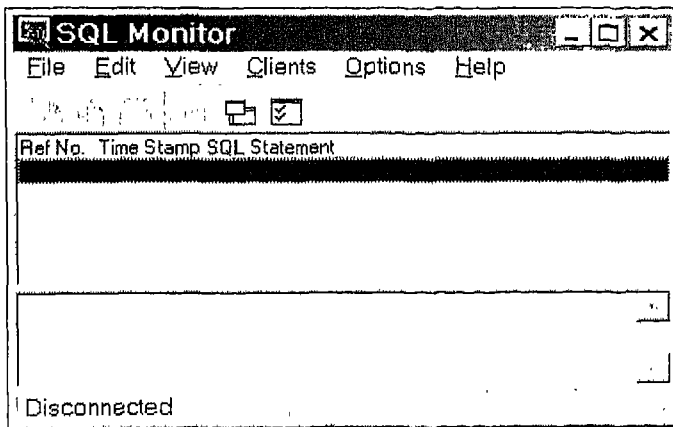 SQL Monitor
File Edit View Clients Options Help
Ref No. Time Stamp SQL Statement
Disconnected